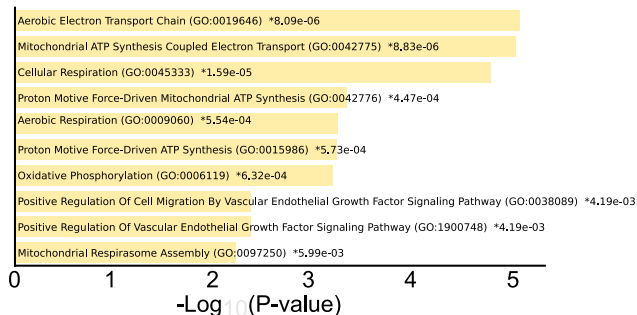 Aerobic Electron Transport Chain (GO:0019646) *8.09e-06
Mitochondrial ATP Synthesis Coupled Electron Transport (GO:0042775) *8.83e-06
Cellular Respiration (GO:0045333) *1.59e-05
Proton Motive Force-Driven Mitochondrial ATP Synthesis (GO:0042776) *4.47e-04
Aerobic Respiration (GO:0009060) *5.54e-04
Proton Motive Force-Driven ATP Synthesis (GO:0015986) *5.73e-04
Oxidative Phosphorylation (GO:0006119) *6.32e-04
Positive Regulation Of Cell Migration By Vascular Endothelial Growth Factor Signaling Pathway (GO:0038089) *4.19e-03
Positive Regulation Of Vascular Endothelial Growth Factor Signaling Pathway (GO:1900748) *4.19e-03
Mitochondrial Respirasome Assembly (GO:0097250) *5.99e-03
0 1 2 3 4 5
-Log10(P-value)